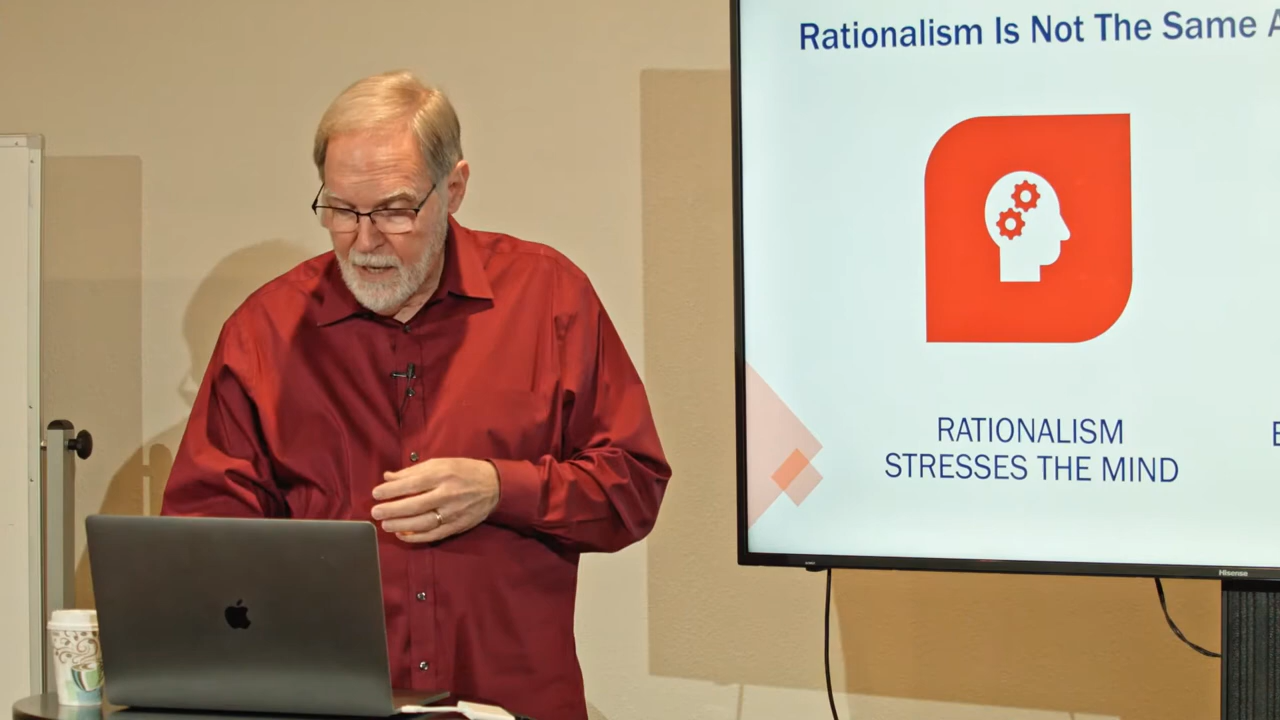 Rationalism Is Not The Same A
RATIONALISM
STRESSES THE MIND
E
Hisense